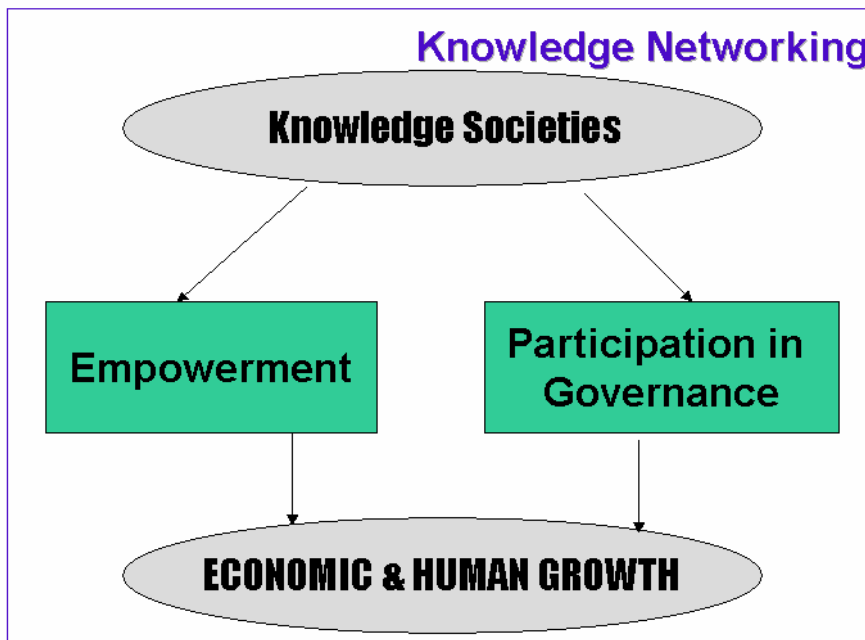 Knowledge Networking
Knowledge Societies
Empowerment
Participation in
Governance
ECONOMIC & HUMAN GROWTH